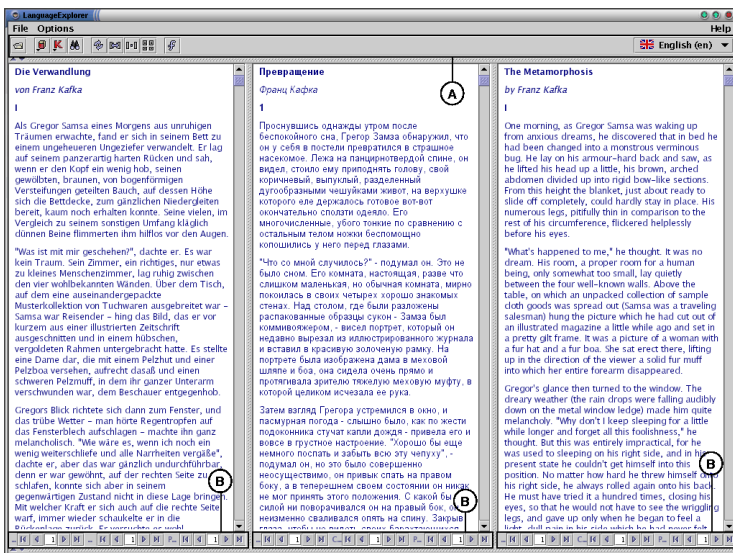 LanguageExplorer
File Options
Help
English (en)
A
Die Verwandlung
von Franz Kafka
I
Als Gregor Samsa eines Morgens aus unruhigen
Träumen erwachte, fand er sich in seinem Bett zu
einem ungeheueren Ungeziefer verwandelt. Er lag
auf seinem panzerartig harten Rücken und sah,
wenn er den Kopf ein wenig hob, seinen
gewölbten, braunen, von bogenförmigen
Versteifungen geteilten Bauch, auf dessen Höhe
sich die Bettdecke, zum gänzlichen Niedergleiten
bereit, kaum noch erhalten konnte. Seine vielen, im
Vergleich zu seinem sonstigen Umfang kläglich
dünnen Beine flimmerten ihm hilflos vor den Augen.
"Was ist mit mir geschehen?", dachte er. Es war
kein Traum. Sein Zimmer, ein richtiges, nur etwas
zu kleines Menschenzimmer, lag ruhig zwischen
den vier wohlbekannten Wänden. Über dem Tisch,
auf dem eine auseinandergepackte
Musterkollektion von Tuchwaren ausgebreitet war –
Samsa war Reisender – hing das Bild, das er vor
kurzem aus einer illustrierten Zeitschrift
ausgeschnitten und in einem hübschen,
vergoldeten Rahmen untergebracht hatte. Es stellte
eine Dame dar, die mit einem Pelzhut und einer
Pelzboa versehen, aufrecht dasaß und einen
schweren Pelzmuff, in dem ihr ganzer Unterarm
verschwunden war, dem Beschauer entgegenhob.
Gregors Blick richtete sich dann zum Fenster, und
das trübe Wetter – man hörte Regentropfen auf
das Fensterblech aufschlagen – machte ihn ganz
melancholisch. "Wie wäre es, wenn ich noch ein
wenig weiterschliefe und alle Narrheiten vergäße",
dachte er, aber das war gänzlich undurchführbar,
denn er war gewöhnt, auf der rechten Seite zu
schlafen, konnte sich aber in seinem
gegenwärtigen Zustand nicht in diese Lage bringen.
Mit welcher Kraft er sich auch auf die rechte Seite
warf, immer wieder schaukelte er in die
Rückenlage zurück. Er versuchte es wohl
B
Превращение
Франц Кафка
1
Проснувшись однажды утром после
беспокойного сна, Грегор Замза обнаружил, что
он у себя в постели превратился в страшное
насекомое. Лежа на панцирнотвердой спине, он
видел, стоило ему приподнять голову, свой
коричневый, выпуклый, разделенный
дугообразными чешуйками живот, на верхушке
которого еле держалось готовое вот-вот
окончательно сползти одеяло. Его
многочисленные, убого тонкие по сравнению с
остальным телом ножки беспомощно
копошились у него перед глазами.
"Что со мной случилось?" - подумал он. Это не
было сном. Его комната, настоящая, разве что
слишком маленькая, но обычная комната, мирно
покоилась в своих четырех хорошо знакомых
стенах. Над столом, где были разложены
распакованные образцы сукон - Замза был
коммивояжером, - висел портрет, который он
недавно вырезал из иллюстрированного журнала
и вставил в красивую золоченую рамку. На
портрете была изображена дама в меховой
шляпе и боа, она сидела очень прямо и
протягивала зрителю тяжелую меховую муфту, в
которой целиком исчезала ее рука.
Затем взгляд Грегора устремился в окно, и
пасмурная погода - слышно было, как по жести
подоконника стучат капли дождя - привела его и
вовсе в грустное настроение. "Хорошо бы еще
немного поспать и забыть всю эту чепуху", -
подумал он, но это было совершенно
неосуществимо, он привык спать на правом
боку, а в теперешнем своем состоянии он никак
не мог принять этого положения. С какой бы
силой ни поворачивался он на правый бок, он
неизменно сваливался опять на спину. Закрыв
B
The Metamorphosis
by Franz Kafka
I
One morning, as Gregor Samsa was waking up
from anxious dreams, he discovered that in bed he
had been changed into a monstrous verminous
bug. He lay on his armour–hard back and saw, as
he lifted his head up a little, his brown, arched
abdomen divided up into rigid bow–like sections.
From this height the blanket, just about ready to
slide off completely, could hardly stay in place. His
numerous legs, pitifully thin in comparison to the
rest of his circumference, flickered helplessly
before his eyes.
"What's happened to me," he thought. It was no
dream. His room, a proper room for a human
being, only somewhat too small, lay quietly
between the four well–known walls. Above the
table, on which an unpacked collection of sample
cloth goods was spread out (Samsa was a traveling
salesman) hung the picture which he had cut out of
an illustrated magazine a little while ago and set in
a pretty gilt frame. It was a picture of a woman with
a fur hat and a fur boa. She sat erect there, lifting
up in the direction of the viewer a solid fur muff
into which her entire forearm disappeared.
Gregor's glance then turned to the window. The
dreary weather (the rain drops were falling audibly
down on the metal window ledge) made him quite
melancholy. "Why don't I keep sleeping for a little
while longer and forget all this foolishness," he
thought. But this was entirely impractical, for he
was used to sleeping on his right side, and in his
present state he couldn't get himself into this
position. No matter how hard he threw himself onto
his right side, he always rolled again onto his back.
He must have tried it a hundred times, closing his
eyes, so that he would not have to see the wriggling
legs, and gave up only when he began to feel a
light, dull pain in his side which he had never felt
B
1 1 C... 1 P... 1 C... 1 P... 1